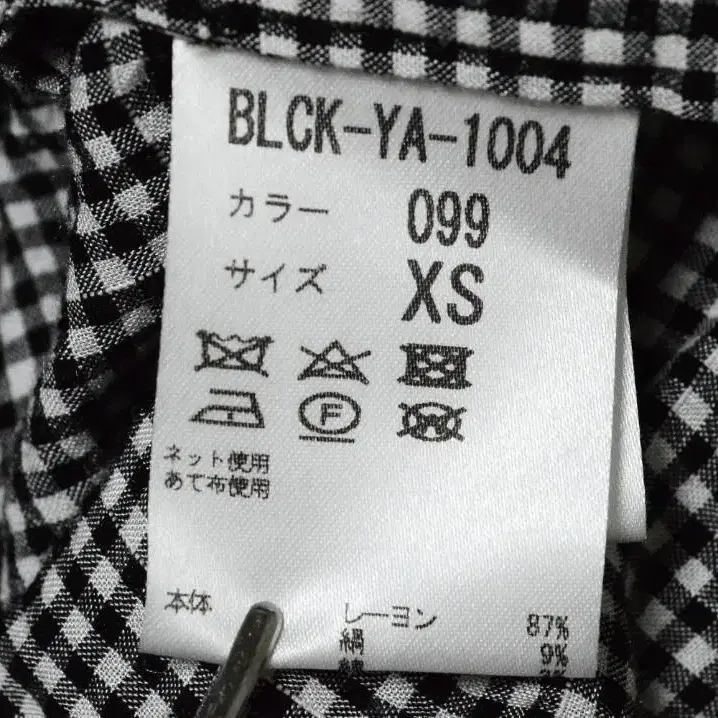 BLCK-YA-1004
カラー 099
サイズ XS
F
W
ネット使用
あて布使用
本体 レーヨン 87%
綿 9%